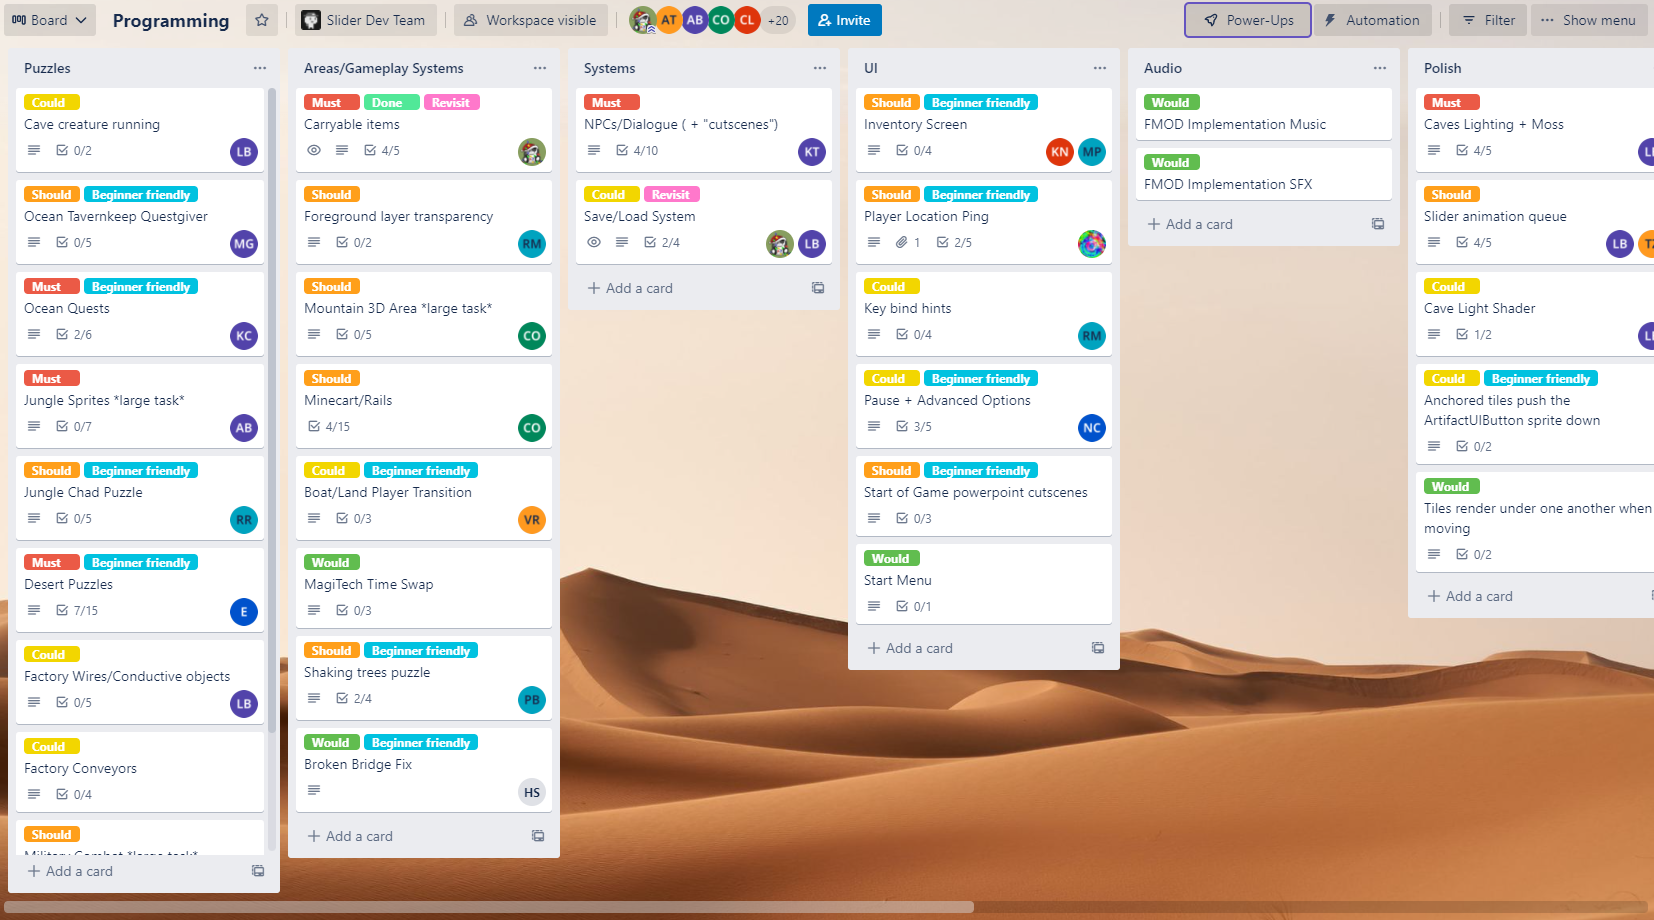 Board
Programming
Slider Dev Team
Workspace visible
AT
AB
CO
CL
+20
Invite
Power-Ups
Automation
Filter
Show menu
Puzzles
Could
Cave creature running
0/2
LB
Should Beginner friendly
Ocean Tavernkeep Questgiver
0/5
MG
Must Beginner friendly
Ocean Quests
2/6
KC
Must
Jungle Sprites *large task*
0/7
AB
Should Beginner friendly
Jungle Chad Puzzle
0/5
RR
Must Beginner friendly
Desert Puzzles
7/15
E
Could
Factory Wires/Conductive objects
0/5
LB
Could
Factory Conveyors
0/4
Should
Military Combat *large task*
+ Add a card
Areas/Gameplay Systems
Must Done Revisit
Carryable items
4/5
Should
Foreground layer transparency
0/2
RM
Should
Mountain 3D Area *large task*
0/5
CO
Should
Minecart/Rails
4/15
CO
Could Beginner friendly
Boat/Land Player Transition
0/3
VR
Would
MagiTech Time Swap
0/3
Should Beginner friendly
Shaking trees puzzle
2/4
PB
Would Beginner friendly
Broken Bridge Fix
HS
+ Add a card
Systems
Must
NPCs/Dialogue ( + "cutscenes")
4/10
KT
Could Revisit
Save/Load System
2/4
LB
+ Add a card
UI
Should Beginner friendly
Inventory Screen
0/4
KN
MP
Should Beginner friendly
Player Location Ping
1
2/5
Could
Key bind hints
0/4
RM
Could Beginner friendly
Pause + Advanced Options
3/5
NC
Should Beginner friendly
Start of Game powerpoint cutscenes
0/3
Would
Start Menu
0/1
+ Add a card
Audio
Would
FMOD Implementation Music
Would
FMOD Implementation SFX
+ Add a card
Polish
Must
Caves Lighting + Moss
4/5
Should
Slider animation queue
4/5
LB
Could
Cave Light Shader
1/2
Could Beginner friendly
Anchored tiles push the
ArtifactUIButton sprite down
0/2
Would
Tiles render under one another when
moving
0/2
+ Add a card